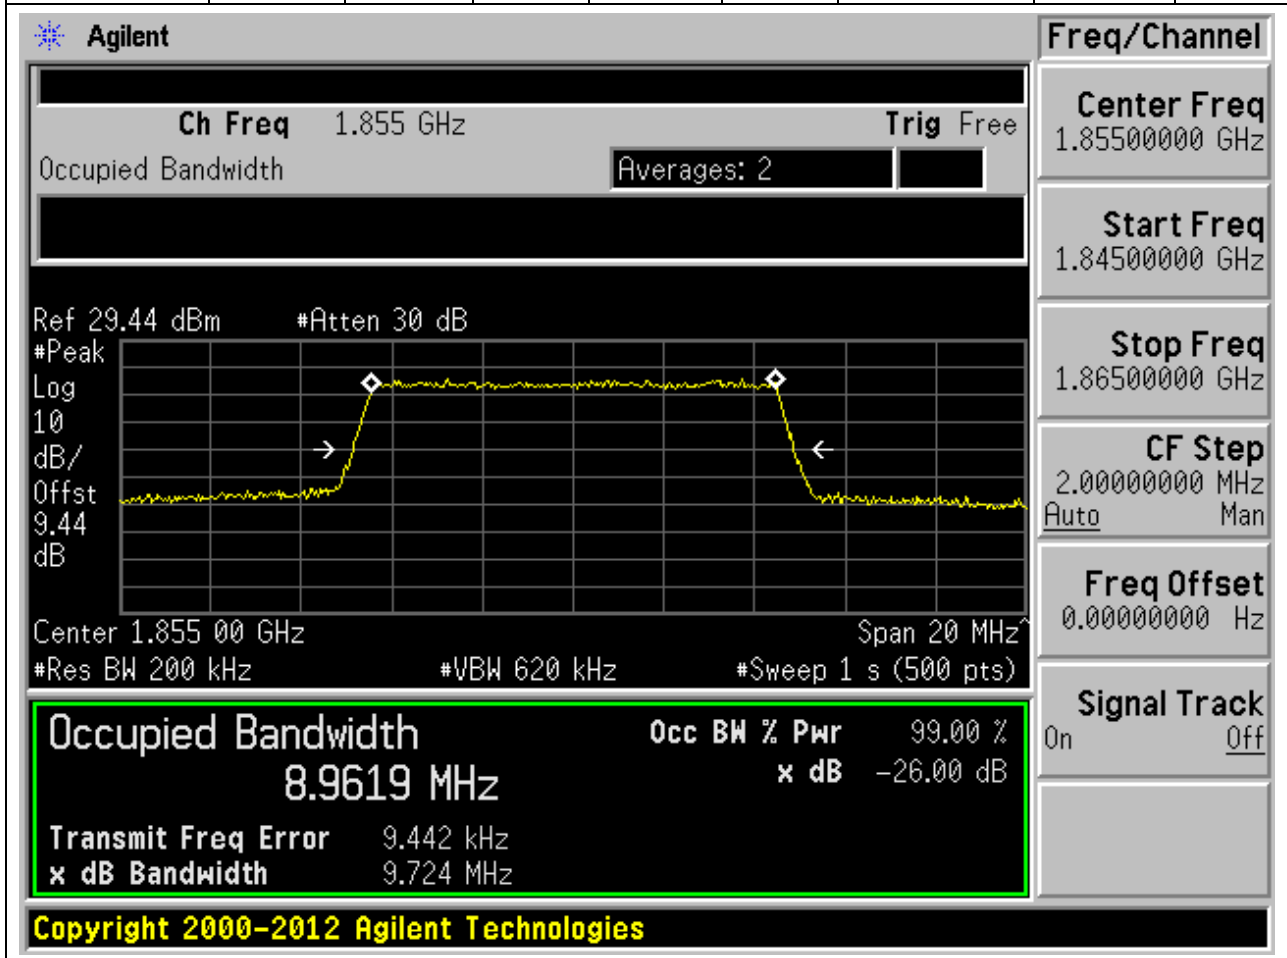 Agilent
Freq/Channel
Ch Freq 1.855 GHz
Trig Free
Occupied Bandwidth
Averages: 2
Center Freq
1.85500000 GHz
Start Freq
1.84500000 GHz
Stop Freq
1.86500000 GHz
CF Step
2.00000000 MHz
Auto Man
Freq Offset
0.00000000 Hz
Signal Track
On Off
Ref 29.44 dBm #Atten 30 dB
#Peak
Log
10
dB/
Offst
9.44
dB
Center 1.855 00 GHz Span 20 MHz^
#Res BW 200 kHz #VBW 620 kHz #Sweep 1 s (500 pts)
Occupied Bandwidth
8.9619 MHz
Occ BW % Pwr 99.00 %
x dB -26.00 dB
Transmit Freq Error 9.442 kHz
x dB Bandwidth 9.724 MHz
Copyright 2000-2012 Agilent Technologies